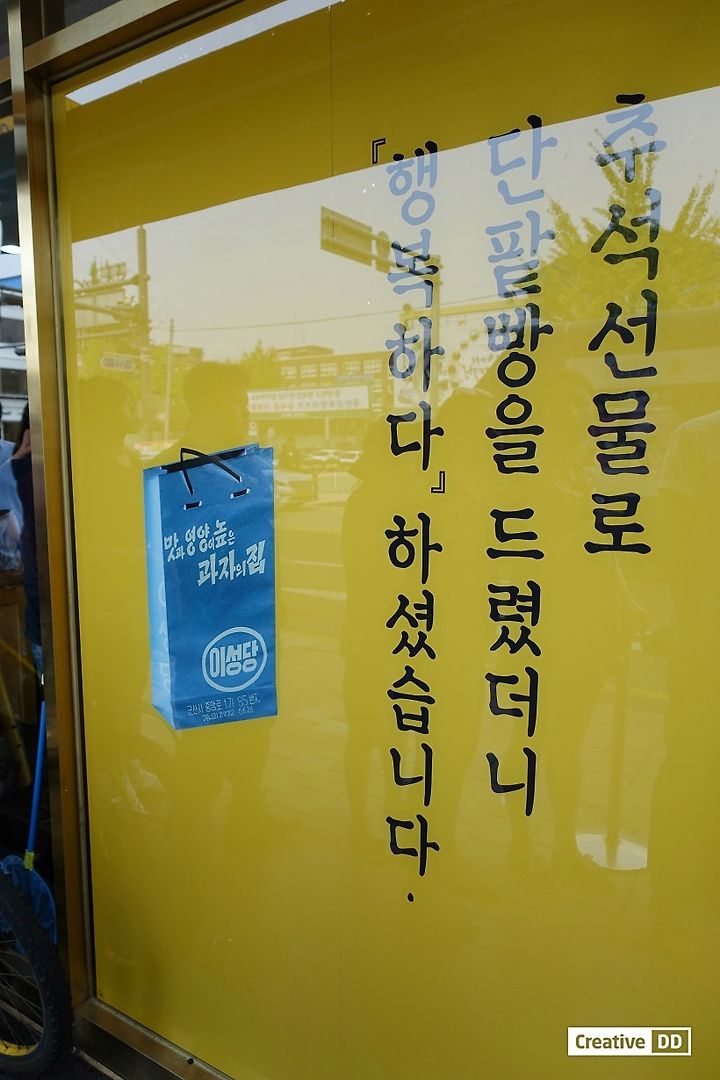 추석 선물로
단팥빵을 드렸더니
『행복하다』 하셨습니다.
맛과 영양이 높은
과자의 집
이성당
Creative DD